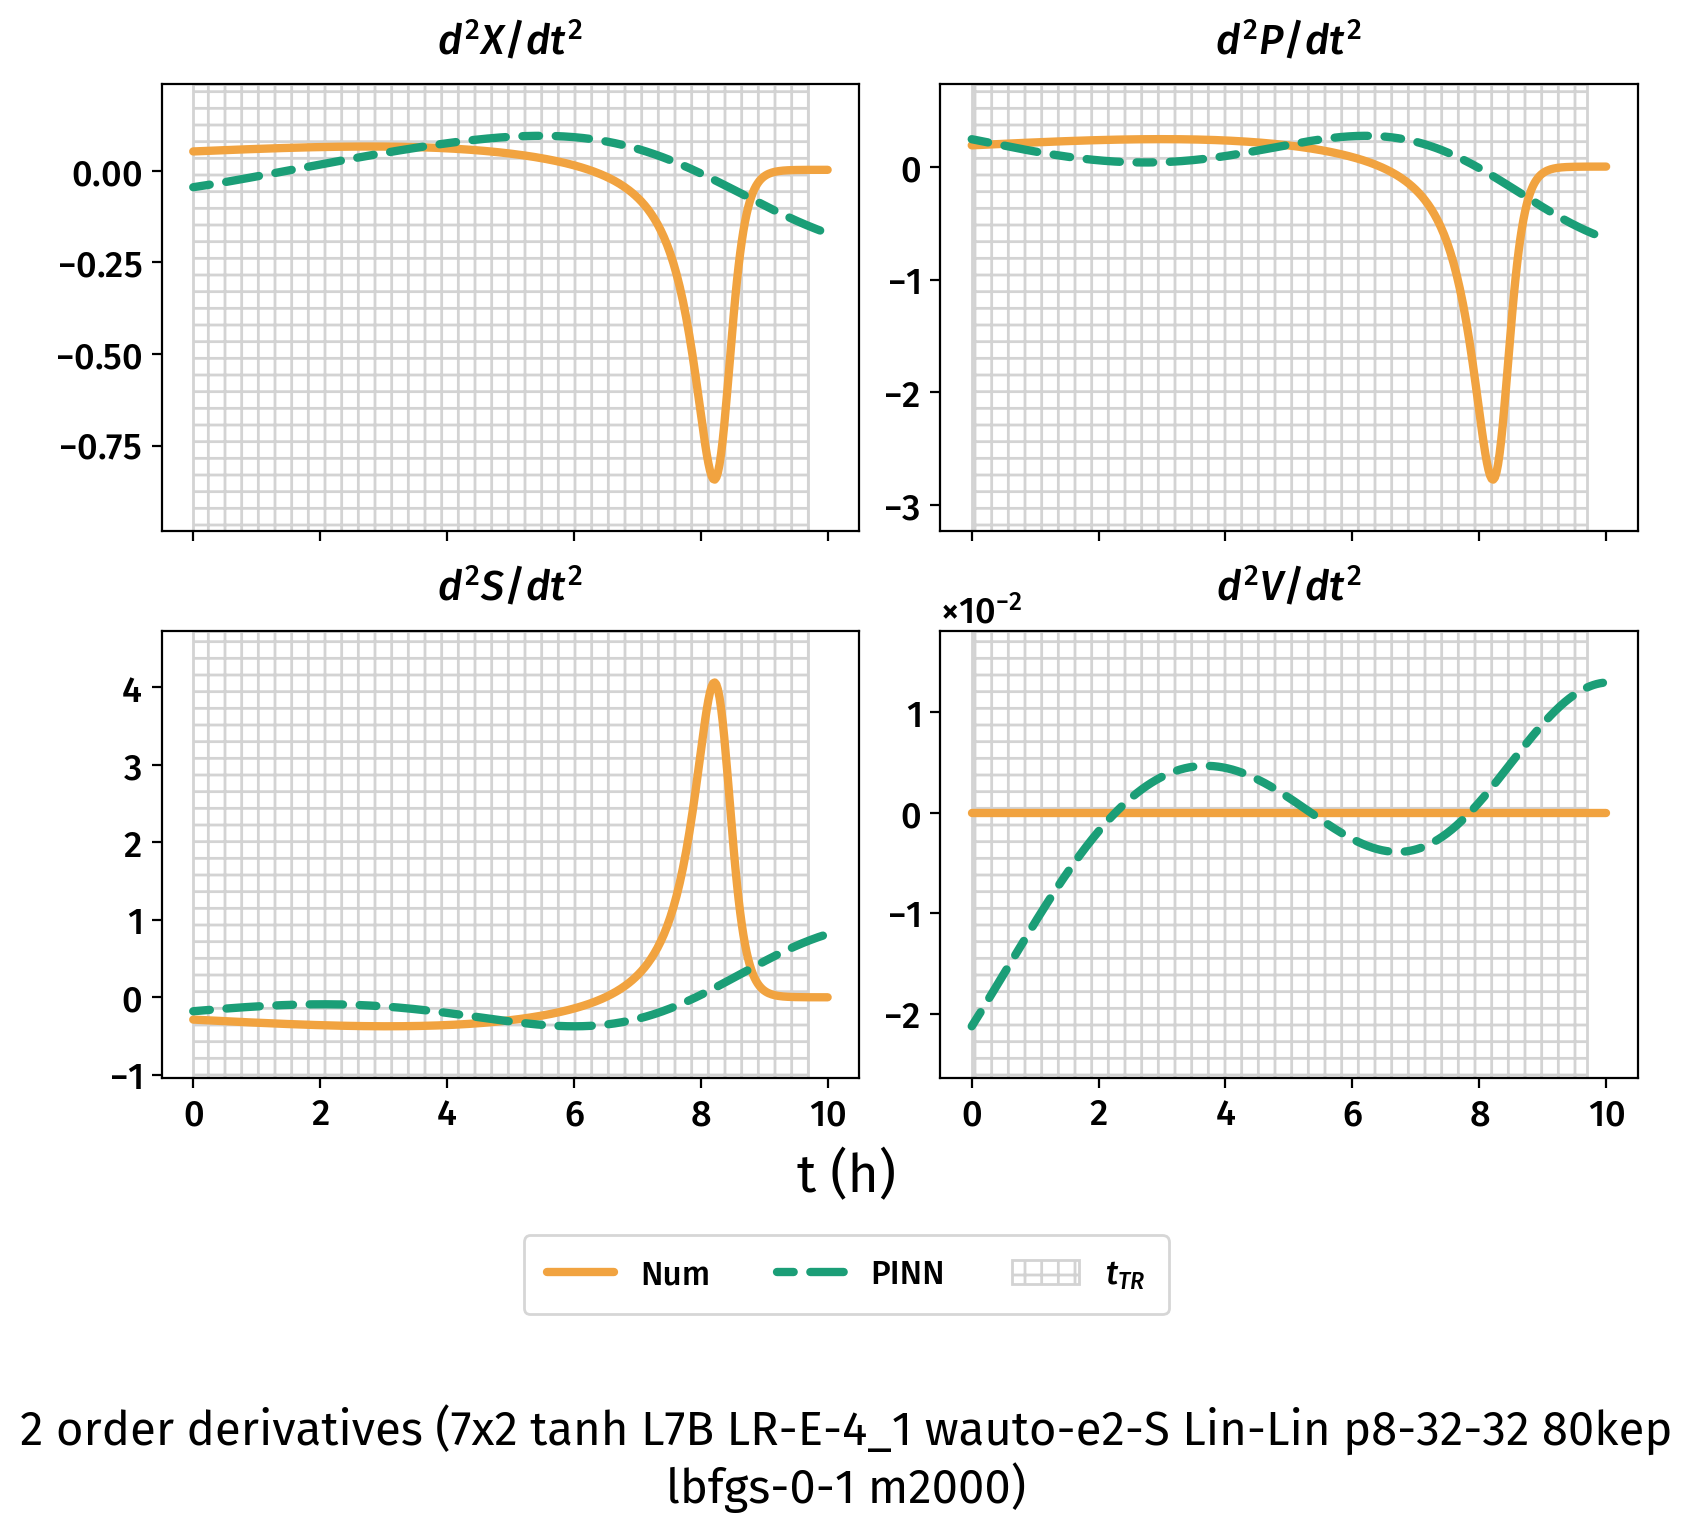 d²X/dt²
d²P/dt²
0.00
−0.25
−0.50
−0.75
0
−1
−2
−3
d²S/dt²
d²V/dt²
×10⁻²
4
3
2
1
0
−1
1
0
−1
−2
0 2 4 6 8 10
0 2 4 6 8 10
t (h)
Num PINN t_TR
2 order derivatives (7x2 tanh L7B LR-E-4_1 wauto-e2-S Lin-Lin p8-32-32 80kep
lbfgs-0-1 m2000)